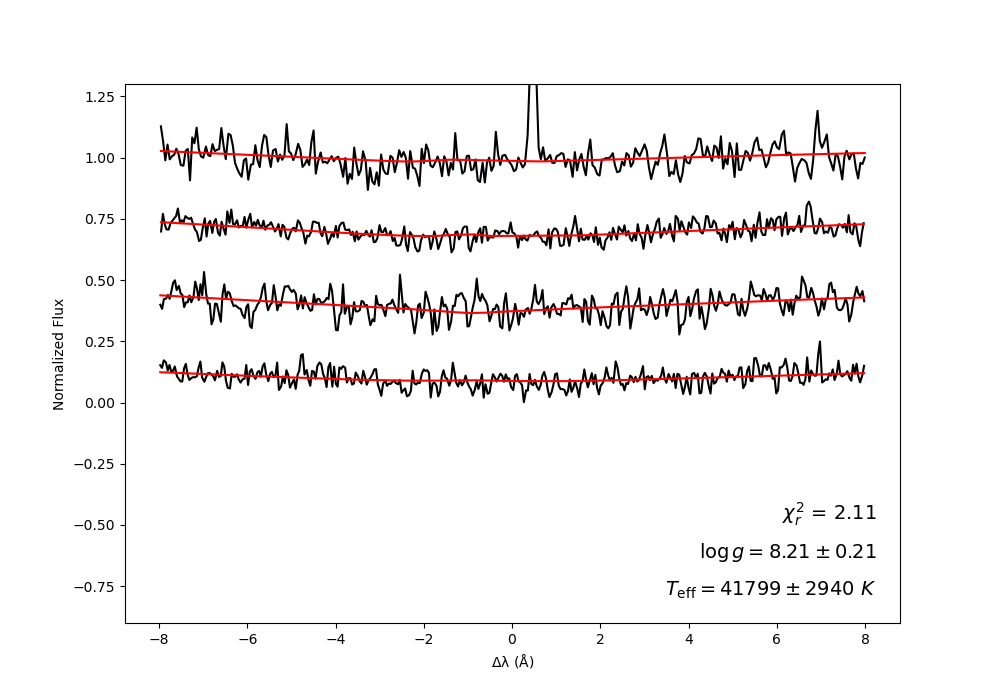 1.25
1.00
0.75
0.50
0.25
0.00
−0.25
−0.50
−0.75
Normalized Flux
χ²ᵣ = 2.11
log g = 8.21 ± 0.21
T_eff = 41799 ± 2940 K
−8 −6 −4 −2 0 2 4 6 8
Δλ (Å)